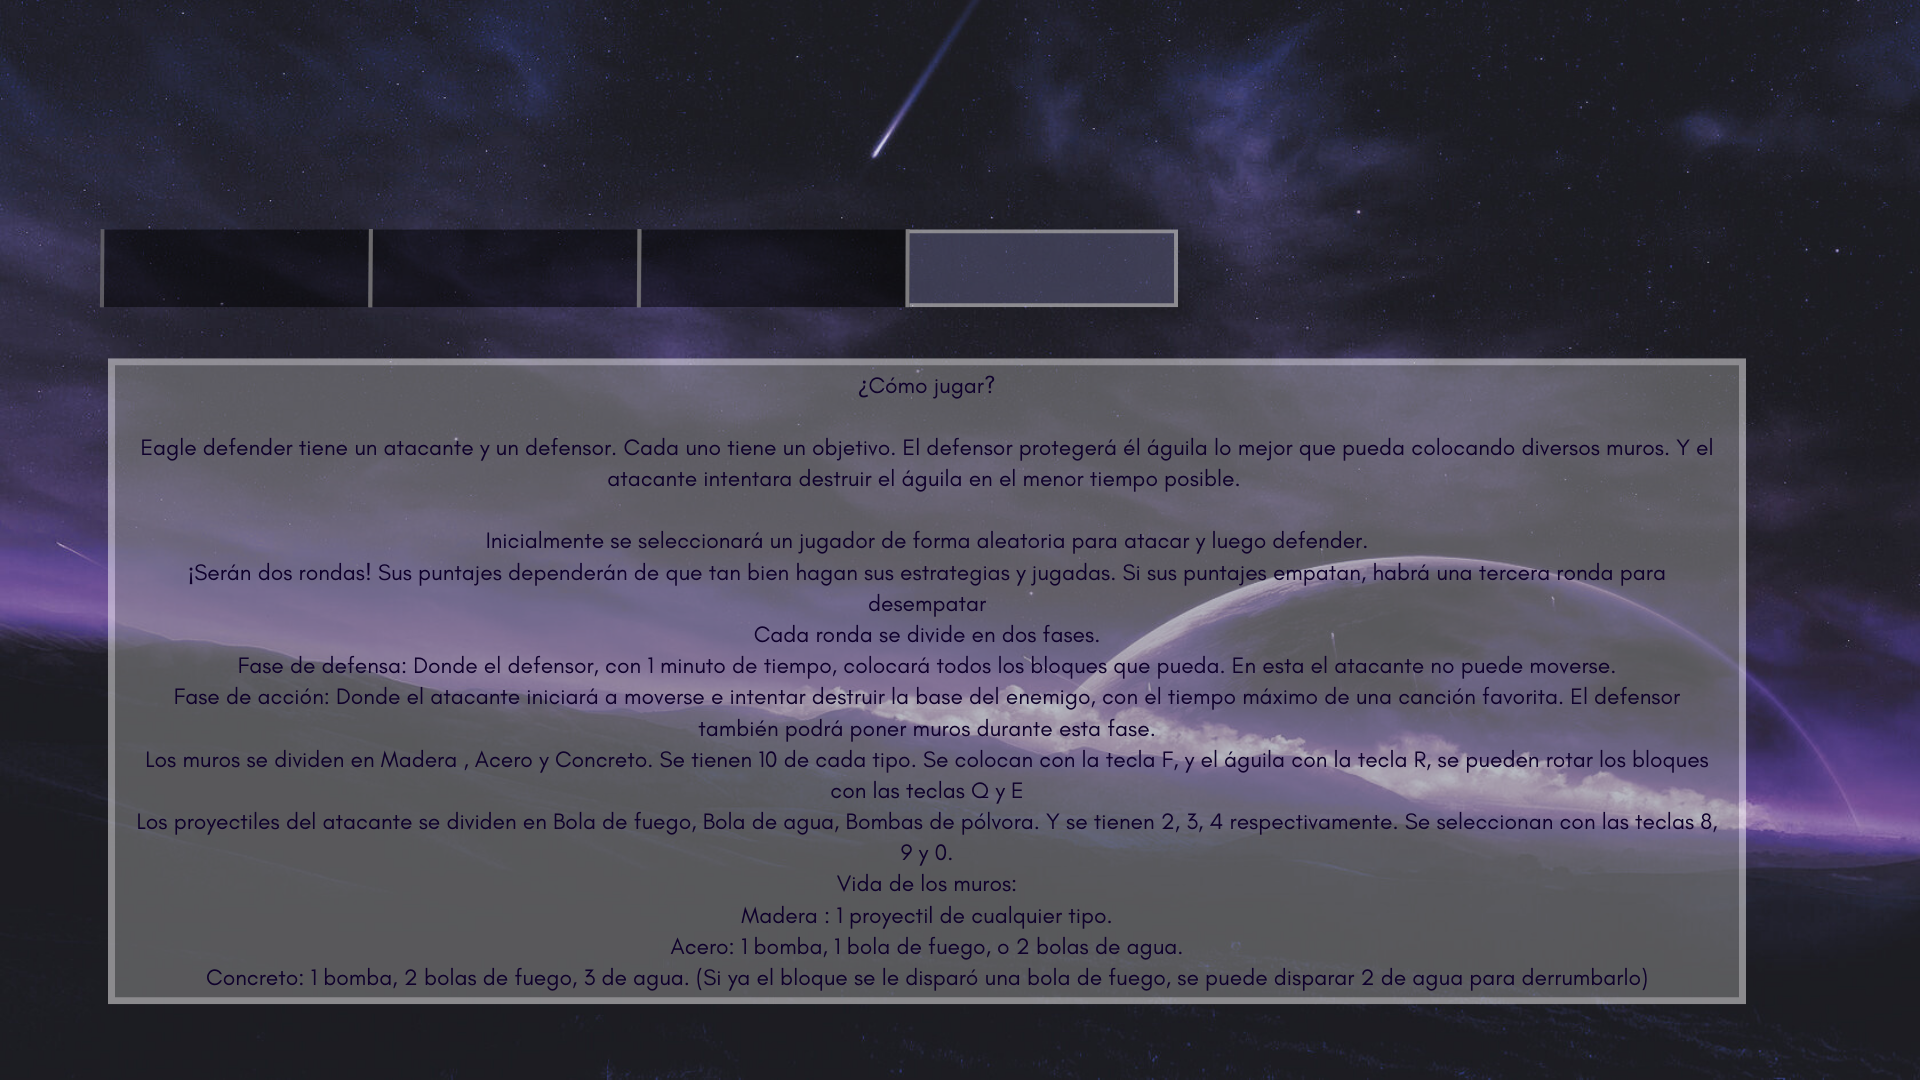 ¿Cómo jugar?
Eagle defender tiene un atacante y un defensor. Cada uno tiene un objetivo. El defensor protegerá él águila lo mejor que pueda colocando diversos muros. Y el
atacante intentara destruir el águila en el menor tiempo posible.
Inicialmente se seleccionará un jugador de forma aleatoria para atacar y luego defender.
¡Serán dos rondas! Sus puntajes dependerán de que tan bien hagan sus estrategias y jugadas. Si sus puntajes empatan, habrá una tercera ronda para
desempatar
Cada ronda se divide en dos fases.
Fase de defensa: Donde el defensor, con 1 minuto de tiempo, colocará todos los bloques que pueda. En esta el atacante no puede moverse.
Fase de acción: Donde el atacante iniciará a moverse e intentar destruir la base del enemigo, con el tiempo máximo de una canción favorita. El defensor
también podrá poner muros durante esta fase.
Los muros se dividen en Madera , Acero y Concreto. Se tienen 10 de cada tipo. Se colocan con la tecla F, y el águila con la tecla R, se pueden rotar los bloques
con las teclas Q y E
Los proyectiles del atacante se dividen en Bola de fuego, Bola de agua, Bombas de pólvora. Y se tienen 2, 3, 4 respectivamente. Se seleccionan con las teclas 8,
9 y 0.
Vida de los muros:
Madera : 1 proyectil de cualquier tipo.
Acero: 1 bomba, 1 bola de fuego, o 2 bolas de agua.
Concreto: 1 bomba, 2 bolas de fuego, 3 de agua. (Si ya el bloque se le disparó una bola de fuego, se puede disparar 2 de agua para derrumbarlo)